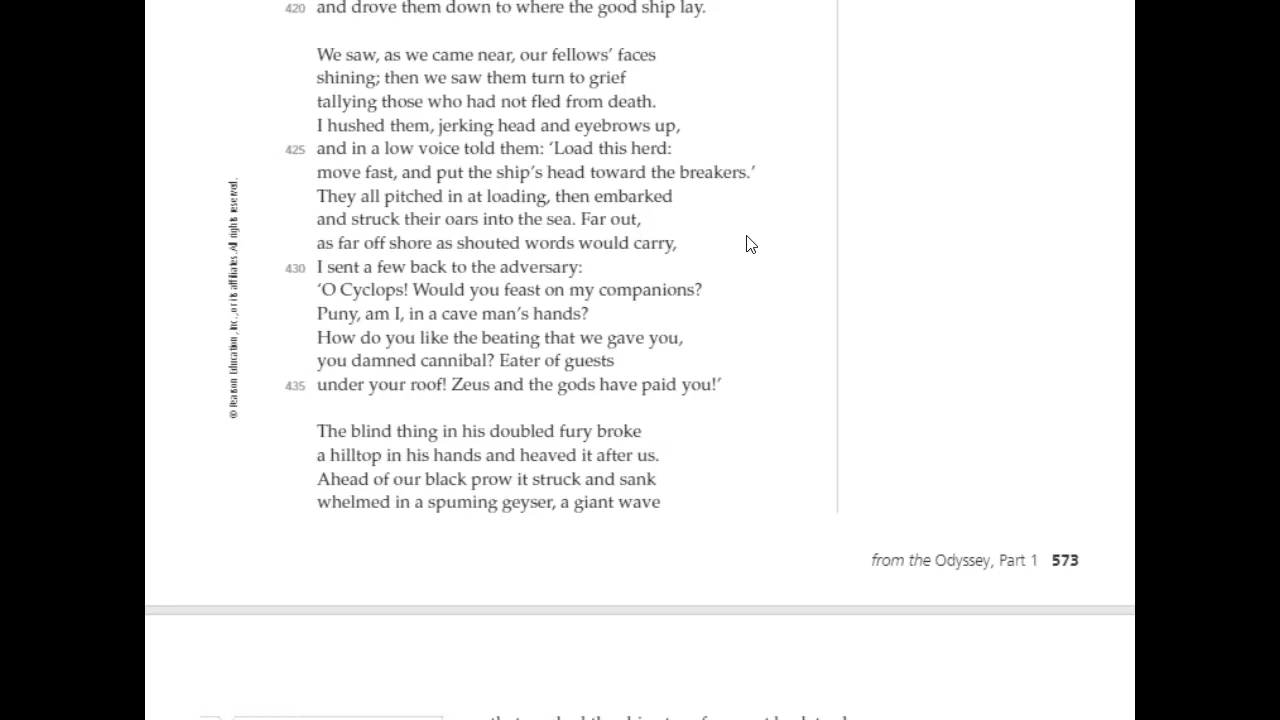 420 and drove them down to where the good ship lay.
We saw, as we came near, our fellows’ faces
shining; then we saw them turn to grief
tallying those who had not fled from death.
I hushed them, jerking head and eyebrows up,
425 and in a low voice told them: ‘Load this herd:
move fast, and put the ship’s head toward the breakers.’
They all pitched in at loading, then embarked
and struck their oars into the sea. Far out,
as far off shore as shouted words would carry,
430 I sent a few back to the adversary:
‘O Cyclops! Would you feast on my companions?
Puny, am I, in a cave man’s hands?
How do you like the beating that we gave you,
you damned cannibal? Eater of guests
435 under your roof! Zeus and the gods have paid you!’
The blind thing in his doubled fury broke
a hilltop in his hands and heaved it after us.
Ahead of our black prow it struck and sank
whelmed in a spuming geyser, a giant wave
© Pearson Education, Inc., or its affiliates. All rights reserved.
from the Odyssey, Part 1 573